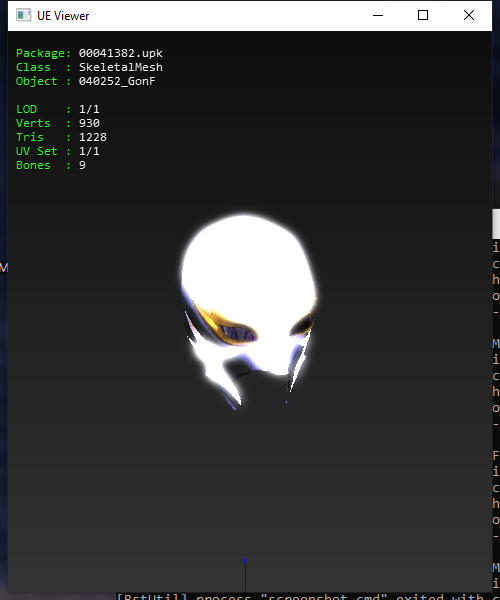 UE Viewer
Package: 00041382.upk
Class  : SkeletalMesh
Object : 040252_GonF
LOD    : 1/1
Verts  : 930
Tris   : 1228
UV Set : 1/1
Bones  : 9
M
i
c
h
o
-
M
i
c
h
o
-
F
i
c
h
o
-
M
i
[BstUtil] process "screenshot.cmd" exited with c